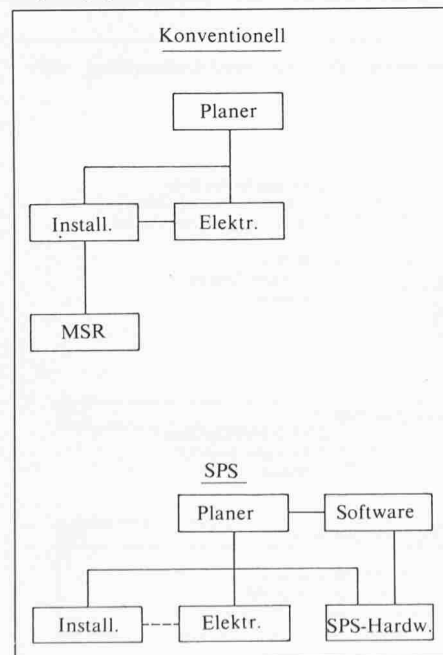 Konventionell
Planer
Install. Elektr.
MSR
SPS
Planer Software
Install. Elektr. SPS-Hardw.